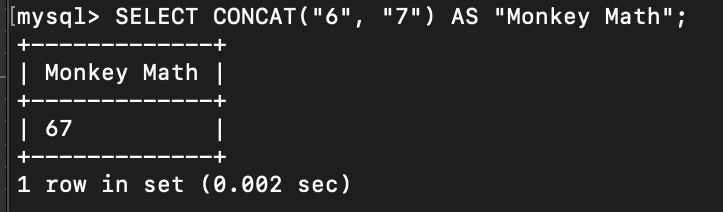 [mysql> SELECT CONCAT("6", "7") AS "Monkey Math";
+-------------+
| Monkey Math |
+-------------+
| 67          |
+-------------+
1 row in set (0.002 sec)